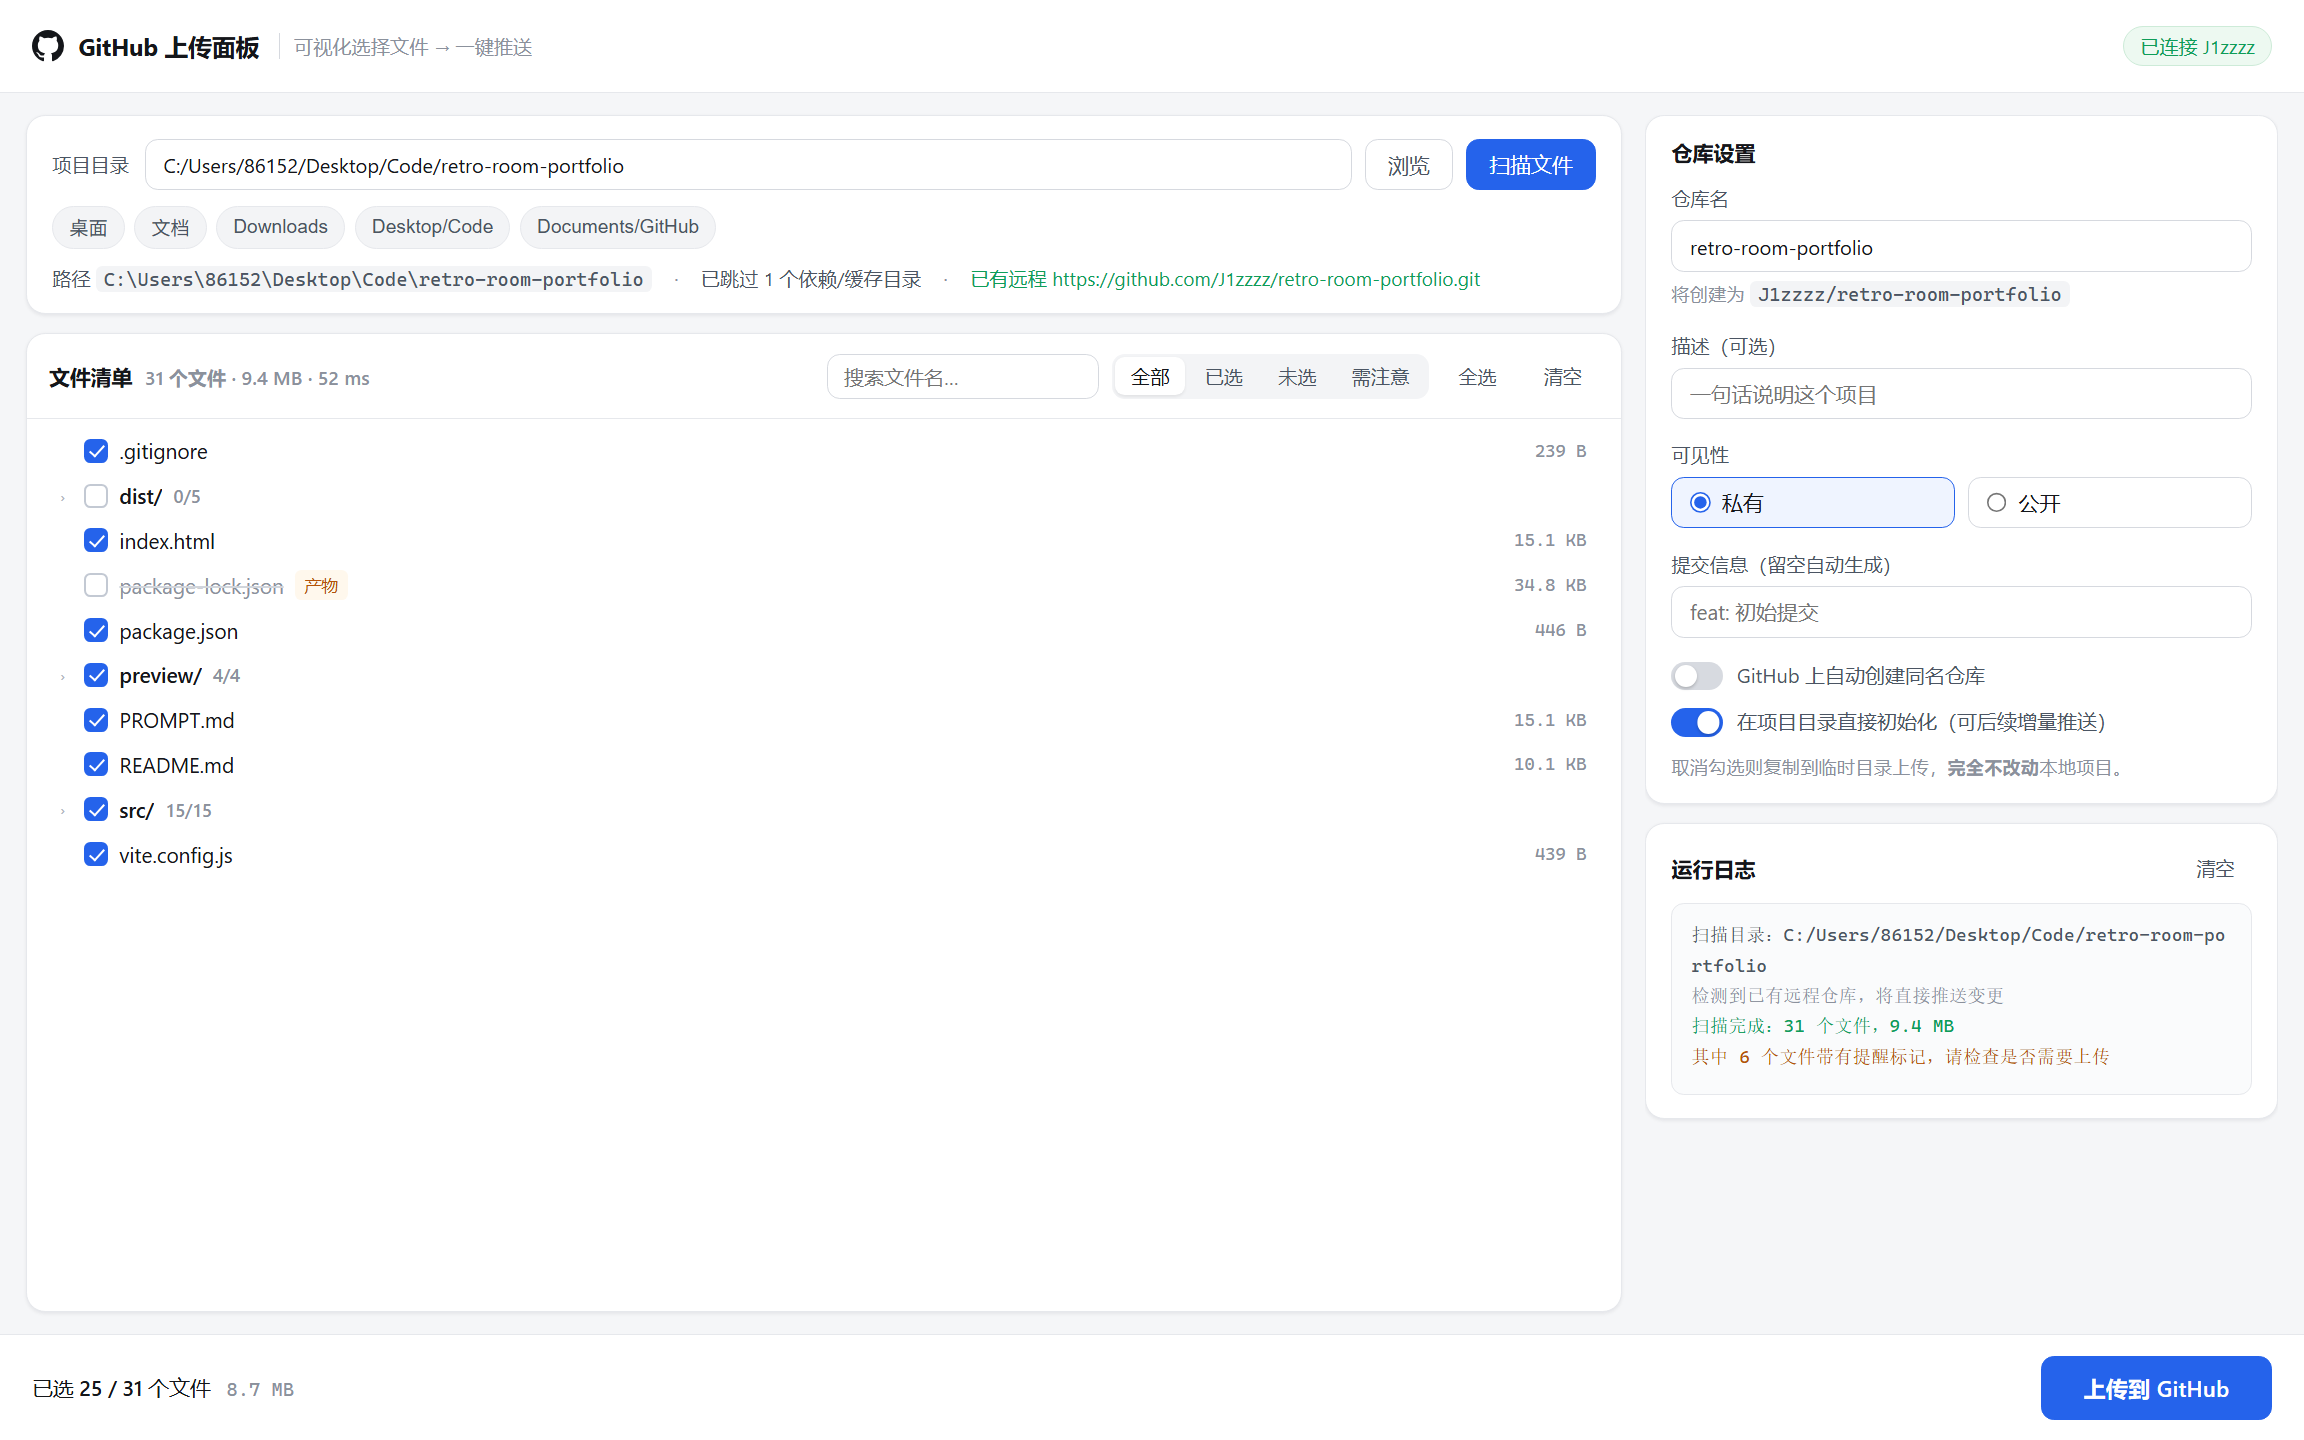 GitHub 上传面板 可视化选择文件 → 一键推送 已连接 J1zzzz
项目目录 C:/Users/86152/Desktop/Code/retro-room-portfolio 浏览 扫描文件
桌面 文档 Downloads Desktop/Code Documents/GitHub
路径 C:\Users\86152\Desktop\Code\retro-room-portfolio · 已跳过 1 个依赖/缓存目录 · 已有远程 https://github.com/J1zzzz/retro-room-portfolio.git
文件清单 31 个文件 · 9.4 MB · 52 ms 搜索文件名... 全部 已选 未选 需注意 全选 清空
.gitignore 239 B
dist/ 0/5
index.html 15.1 KB
package-lock.json 产物 34.8 KB
package.json 446 B
preview/ 4/4
PROMPT.md 15.1 KB
README.md 10.1 KB
src/ 15/15
vite.config.js 439 B
仓库设置
仓库名
retro-room-portfolio
将创建为 J1zzzz/retro-room-portfolio
描述（可选）
一句话说明这个项目
可见性
私有 公开
提交信息（留空自动生成）
feat: 初始提交
GitHub 上自动创建同名仓库
在项目目录直接初始化（可后续增量推送）
取消勾选则复制到临时目录上传，完全不改动本地项目。
运行日志 清空
扫描目录：C:/Users/86152/Desktop/Code/retro-room-po
rtfolio
检测到已有远程仓库，将直接推送变更
扫描完成：31 个文件，9.4 MB
其中 6 个文件带有提醒标记，请检查是否需要上传
已选 25 / 31 个文件 8.7 MB 上传到 GitHub